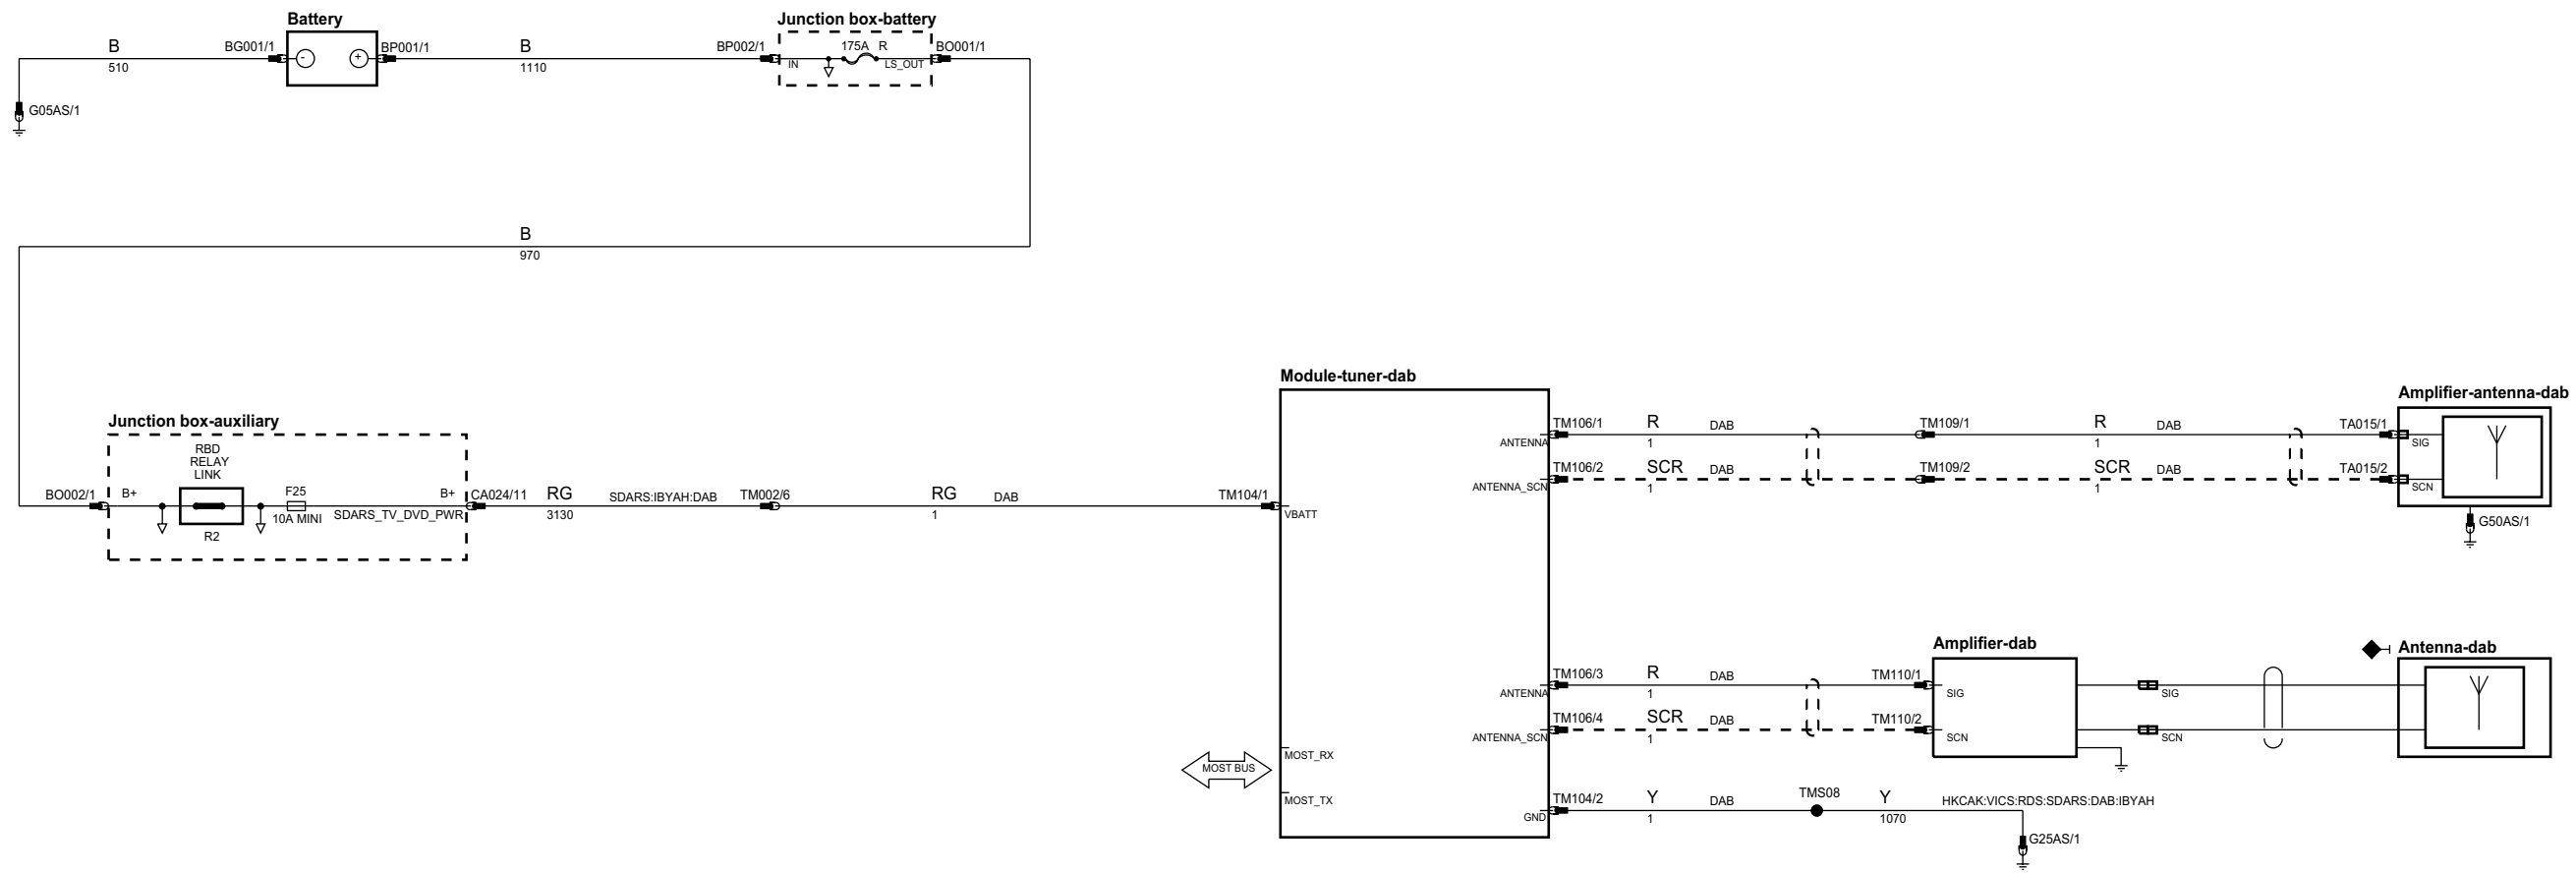 Battery
Junction box-battery
B
510
BG001/1
-
+
BP001/1
B
1110
BP002/1
175A R
IN
LS_OUT
BO001/1
G05AS/1
B
970
Module-tuner-dab
Amplifier-antenna-dab
Junction box-auxiliary
RBD
RELAY
LINK
BO002/1
B+
R2
F25
10A MINI
B+
SDARS_TV_DVD_PWR
CA024/11
RG
3130
SDARS:IBYAH:DAB
TM002/6
RG
1
DAB
TM104/1
VBATT
ANTENNA
TM106/1
R
1
DAB
TM109/1
R
1
DAB
TA015/1
SIG
ANTENNA_SCN
TM106/2
SCR
1
DAB
TM109/2
SCR
1
DAB
TA015/2
SCN
G50AS/1
Amplifier-dab
Antenna-dab
ANTENNA
TM106/3
R
1
DAB
TM110/1
SIG
SIG
ANTENNA_SCN
TM106/4
SCR
1
DAB
TM110/2
SCN
SCN
MOST BUS
MOST_RX
MOST_TX
GND
TM104/2
Y
1
DAB
TMS08
Y
1070
HKCAK:VICS:RDS:SDARS:DAB:IBYAH
G25AS/1